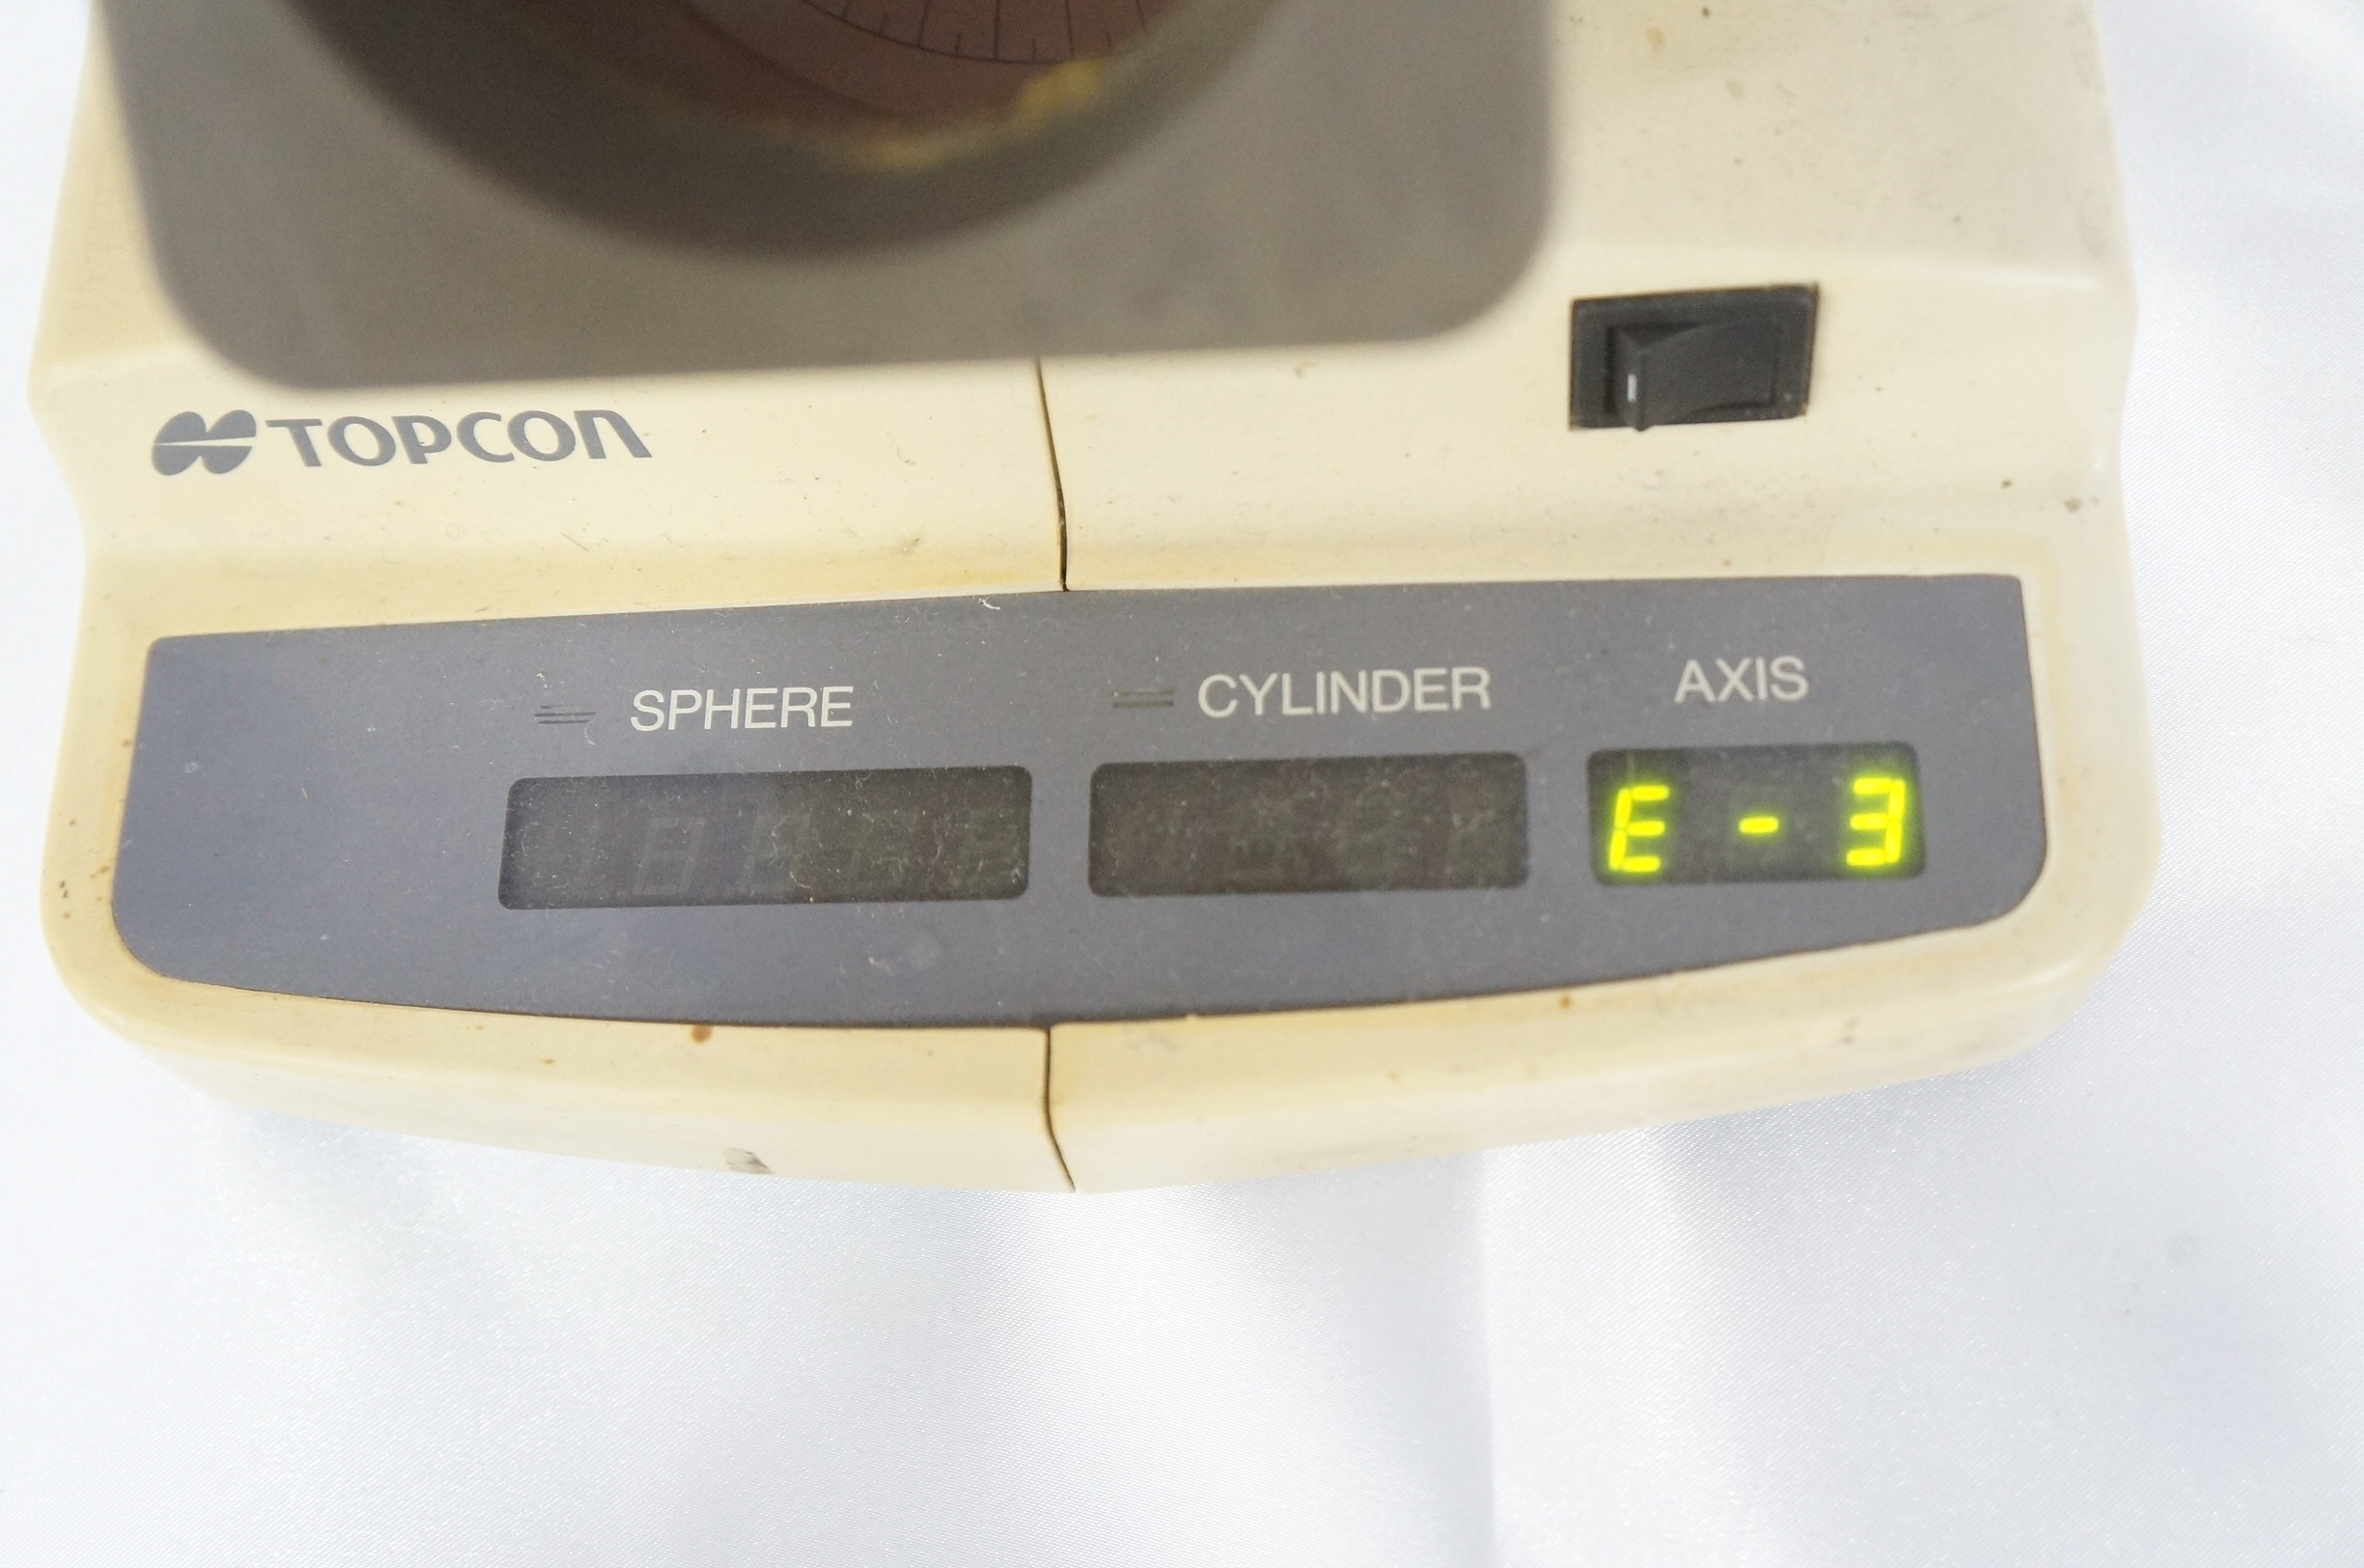 TOPCON
SPHERE CYLINDER AXIS
E - 3